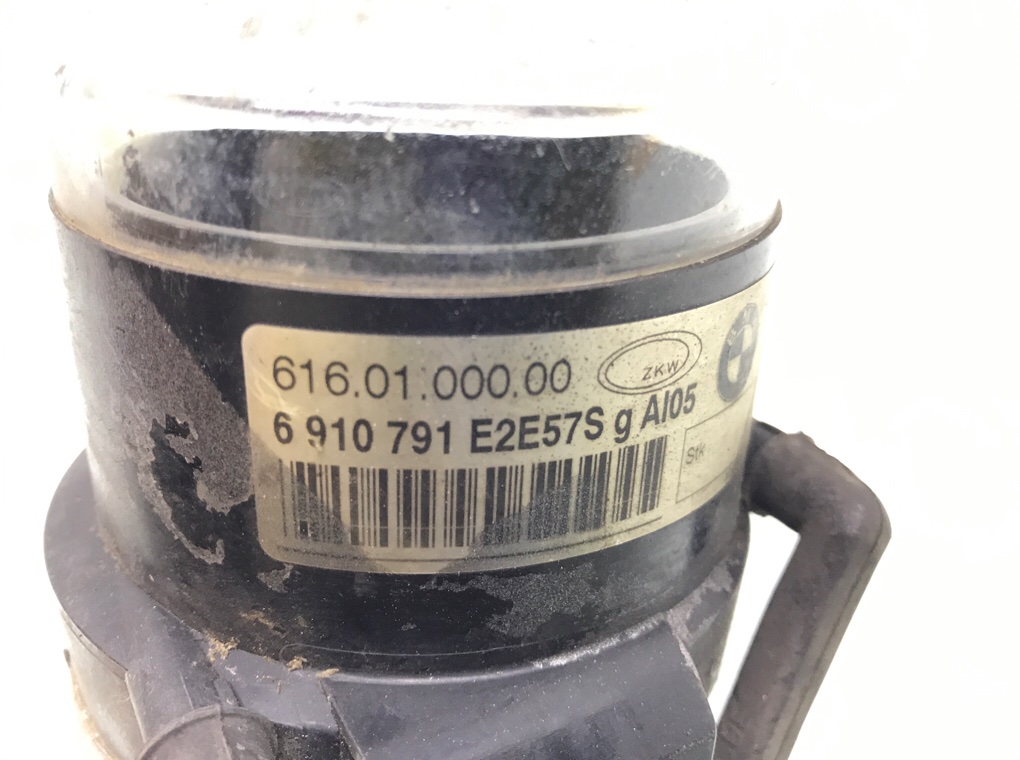 616.01.000.00 ZKW
6 910 791 E2E57S g AI05
Stk